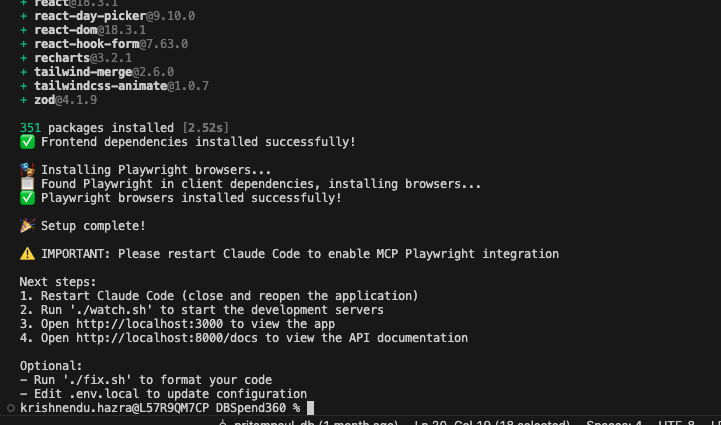 + react@18.3.1
+ react-day-picker@9.10.0
+ react-dom@18.3.1
+ react-hook-form@7.63.0
+ recharts@3.2.1
+ tailwind-merge@2.6.0
+ tailwindcss-animate@1.0.7
+ zod@4.1.9
351 packages installed [2.52s]
✅ Frontend dependencies installed successfully!
🎭 Installing Playwright browsers...
📋 Found Playwright in client dependencies, installing browsers...
✅ Playwright browsers installed successfully!
🎉 Setup complete!
⚠️ IMPORTANT: Please restart Claude Code to enable MCP Playwright integration
Next steps:
1. Restart Claude Code (close and reopen the application)
2. Run './watch.sh' to start the development servers
3. Open http://localhost:3000 to view the app
4. Open http://localhost:8000/docs to view the API documentation
Optional:
- Run './fix.sh' to format your code
- Edit .env.local to update configuration
krishnendu.hazra@L57R9QM7CP DBSpend360 %
pritampaul_db (1 month ago) Ln 20, Col 19 (18 selected) Spaces: 4 UTF-8